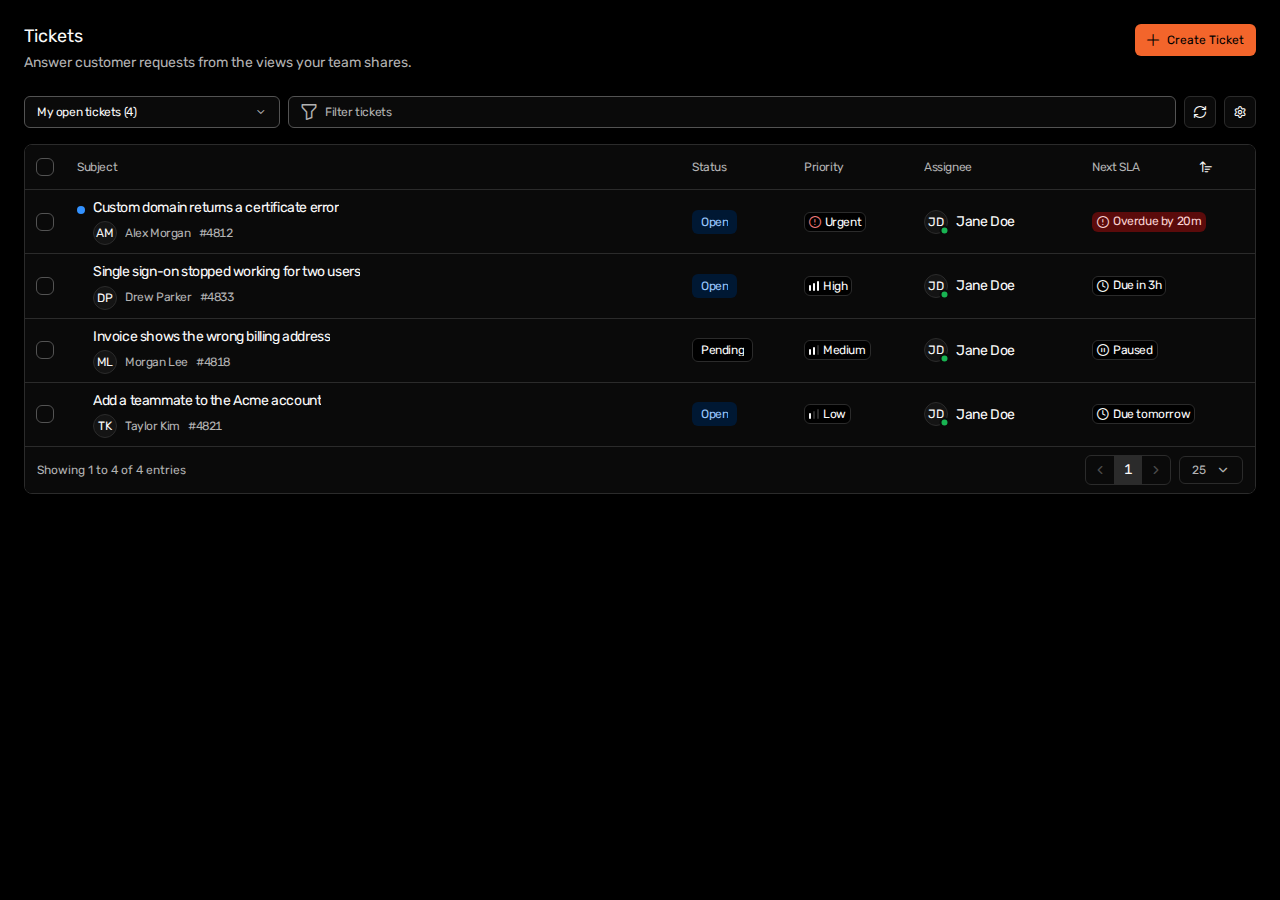 Tickets
Create Ticket
Answer customer requests from the views your team shares.
My open tickets (4)
Filter tickets
Subject Status Priority Assignee Next SLA
Custom domain returns a certificate error
AM Alex Morgan #4812
Open Urgent JD Jane Doe Overdue by 20m
Single sign-on stopped working for two users
DP Drew Parker #4833
Open High JD Jane Doe Due in 3h
Invoice shows the wrong billing address
ML Morgan Lee #4818
Pending Medium JD Jane Doe Paused
Add a teammate to the Acme account
TK Taylor Kim #4821
Open Low JD Jane Doe Due tomorrow
Showing 1 to 4 of 4 entries
1
25